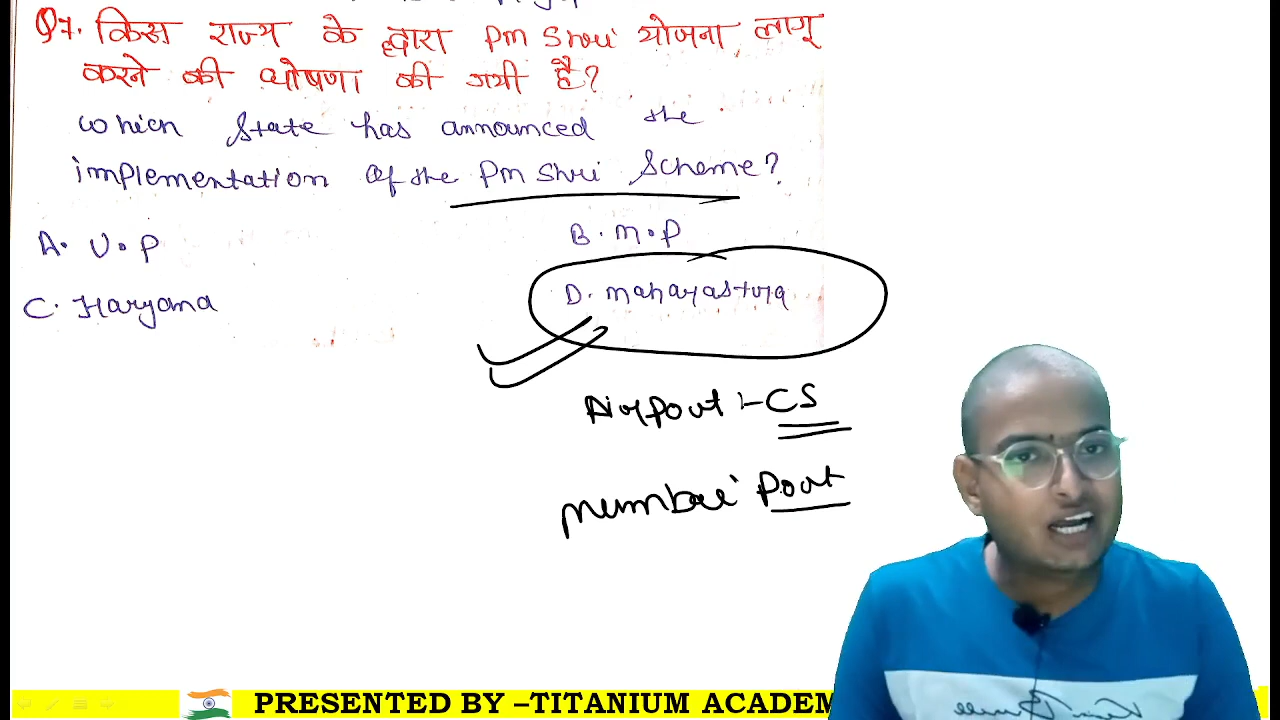 Q7. किस राज्य के द्वारा Pm Shri योजना लागू
करने की घोषणा की गयी है?
Which State has announced the
implementation of the Pm Shri Scheme?
A. U.P
B. M.P
C. Haryana
D. maharastra
Airport :- CS
mumbai Port
PRESENTED BY –TITANIUM ACADEM